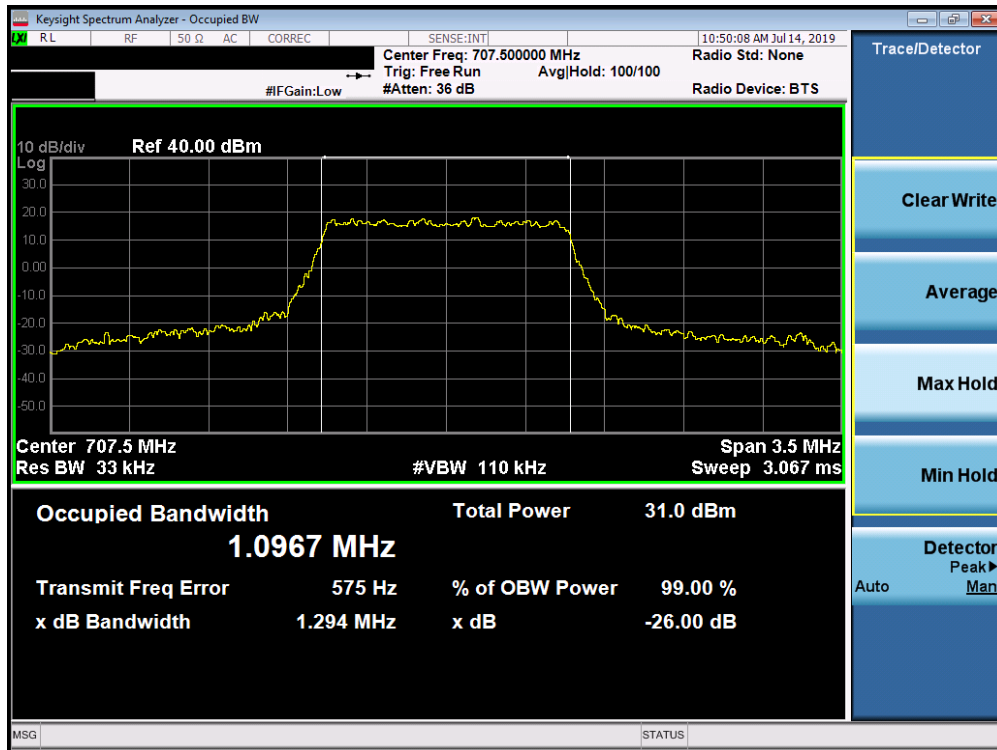 Keysight Spectrum Analyzer - Occupied BW
LXI RL RF 50 Ω AC CORREC SENSE:INT 10:50:08 AM Jul 14, 2019
Center Freq: 707.500000 MHz Radio Std: None
Trig: Free Run Avg|Hold: 100/100
#IFGain:Low #Atten: 36 dB Radio Device: BTS
Trace/Detector
10 dB/div Ref 40.00 dBm
Log
30.0
20.0
10.0
0.00
-10.0
-20.0
-30.0
-40.0
-50.0
Center 707.5 MHz Span 3.5 MHz
Res BW 33 kHz #VBW 110 kHz Sweep 3.067 ms
Occupied Bandwidth Total Power 31.0 dBm
1.0967 MHz
Transmit Freq Error 575 Hz % of OBW Power 99.00 %
x dB Bandwidth 1.294 MHz x dB -26.00 dB
Clear Write
Average
Max Hold
Min Hold
Detector
Peak▶
Auto Man
MSG STATUS